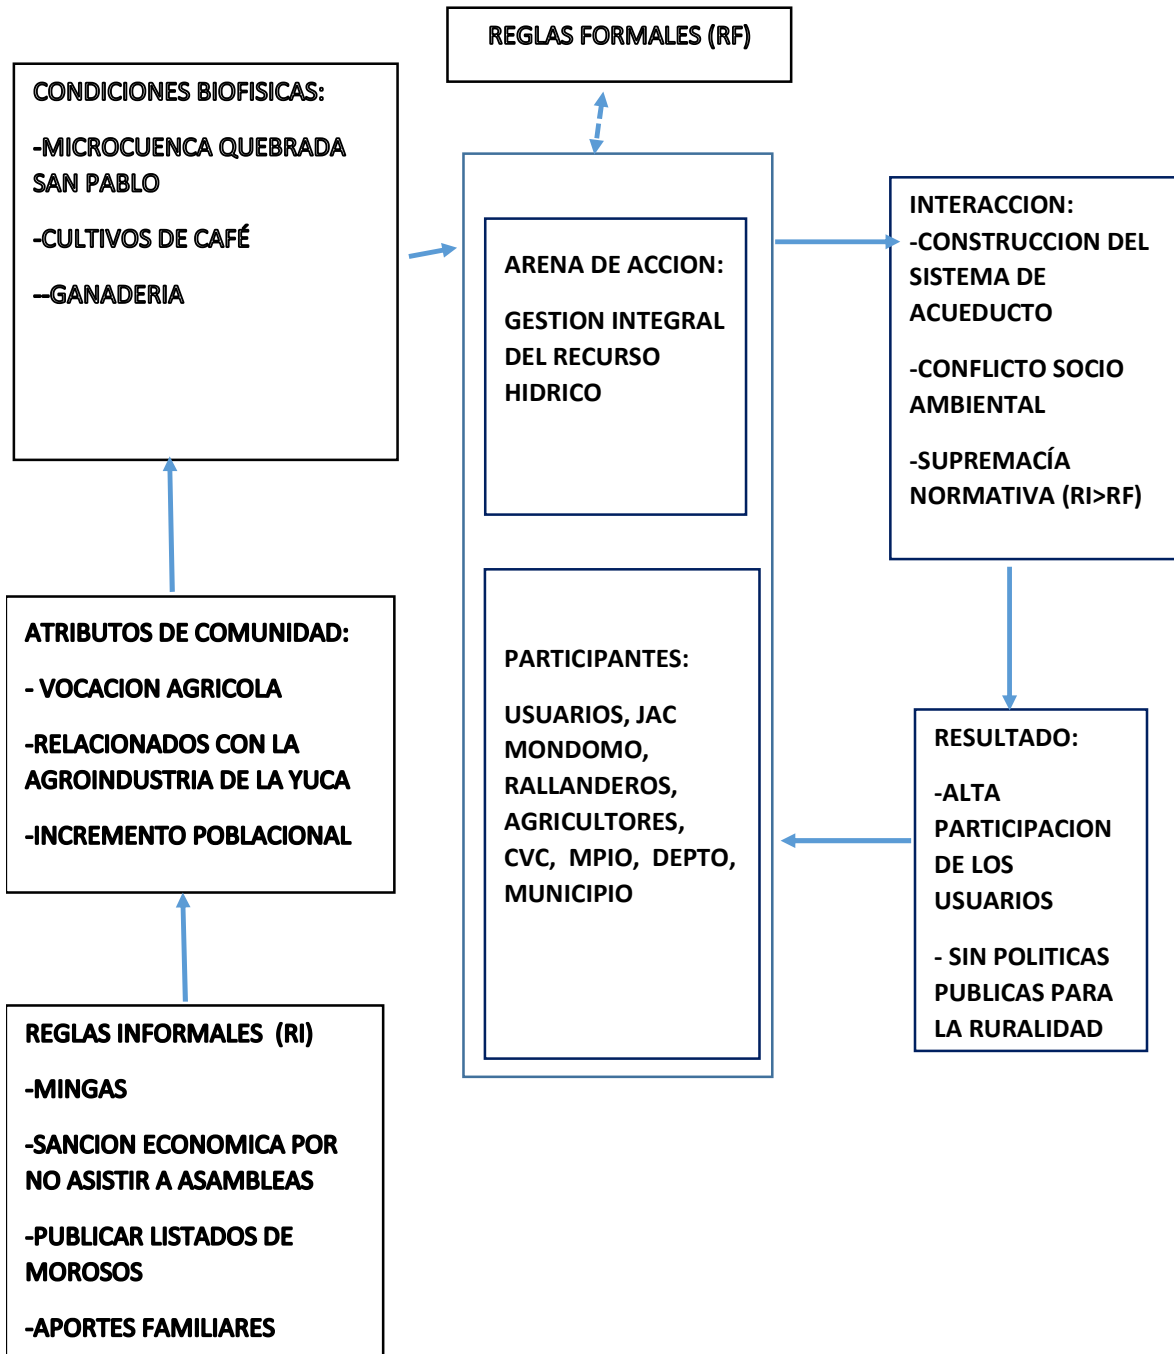 REGLAS FORMALES (RF)
CONDICIONES BIOFISICAS:
-MICROCUENCA QUEBRADA
SAN PABLO
-CULTIVOS DE CAFÉ
--GANADERIA
ARENA DE ACCION:
GESTION INTEGRAL
DEL RECURSO
HIDRICO
INTERACCION:
-CONSTRUCCION DEL
SISTEMA DE
ACUEDUCTO
-CONFLICTO SOCIO
AMBIENTAL
-SUPREMACÍA
NORMATIVA (RI>RF)
ATRIBUTOS DE COMUNIDAD:
- VOCACION AGRICOLA
-RELACIONADOS CON LA
AGROINDUSTRIA DE LA YUCA
-INCREMENTO POBLACIONAL
PARTICIPANTES:
USUARIOS, JAC
MONDOMO,
RALLANDEROS,
AGRICULTORES,
CVC, MPIO, DEPTO,
MUNICIPIO
RESULTADO:
-ALTA
PARTICIPACION
DE LOS
USUARIOS
- SIN POLITICAS
PUBLICAS PARA
LA RURALIDAD
REGLAS INFORMALES (RI)
-MINGAS
-SANCION ECONOMICA POR
NO ASISTIR A ASAMBLEAS
-PUBLICAR LISTADOS DE
MOROSOS
-APORTES FAMILIARES